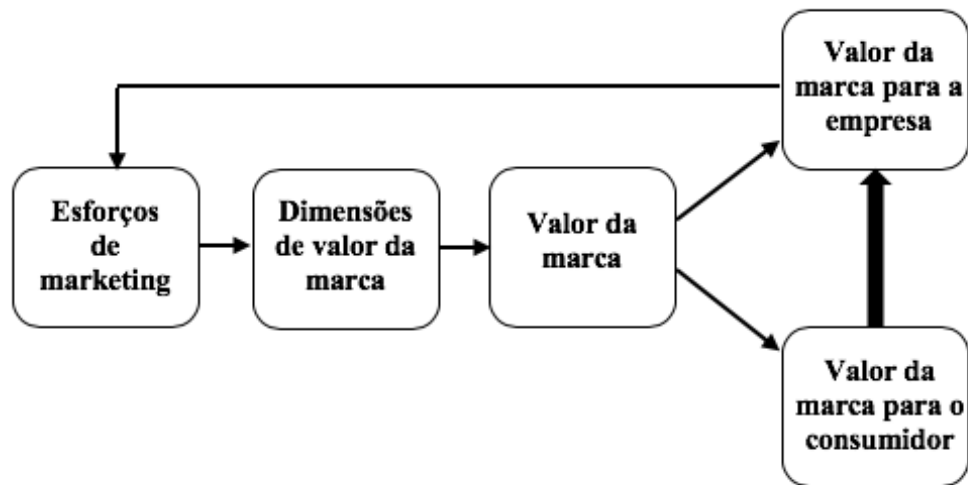 Valor da
marca para a
empresa
Esforços
de
marketing
Dimensões
de valor da
marca
Valor da
marca
Valor da
marca para o
consumidor